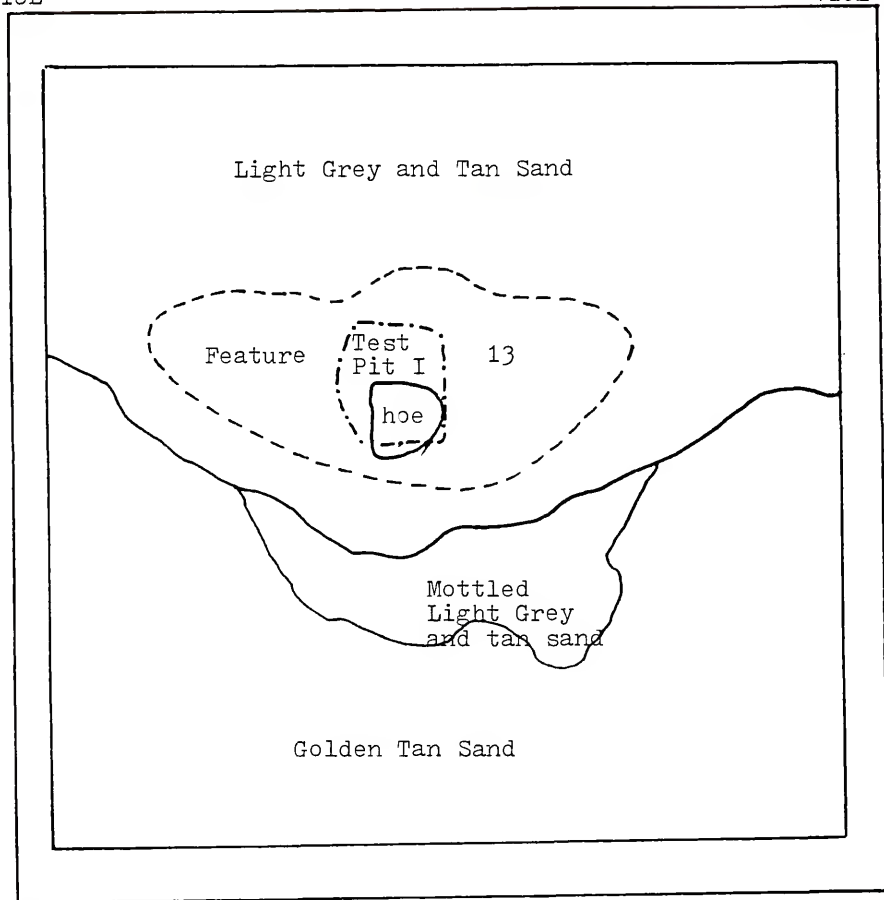 Light Grey and Tan Sand
Feature
Test
Pit I
13
hoe
Mottled
Light Grey
and tan sand
Golden Tan Sand